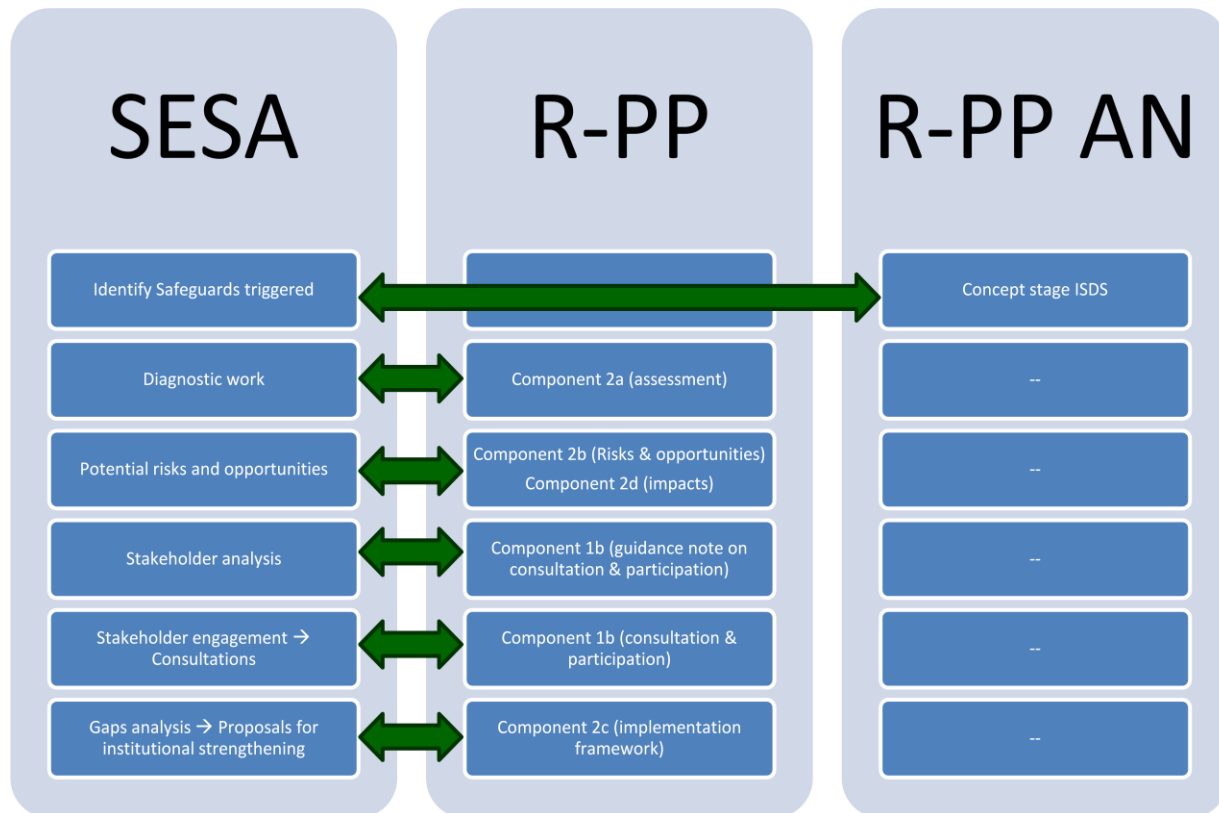 SESA
R-PP
R-PP AN
Identify Safeguards triggered
Concept stage ISDS
Diagnostic work
Component 2a (assessment)
--
Potential risks and opportunities
Component 2b (Risks & opportunities)
Component 2d (impacts)
--
Stakeholder analysis
Component 1b (guidance note on
consultation & participation)
--
Stakeholder engagement →
Consultations
Component 1b (consultation &
participation)
--
Gaps analysis → Proposals for
institutional strengthening
Component 2c (implementation
framework)
--